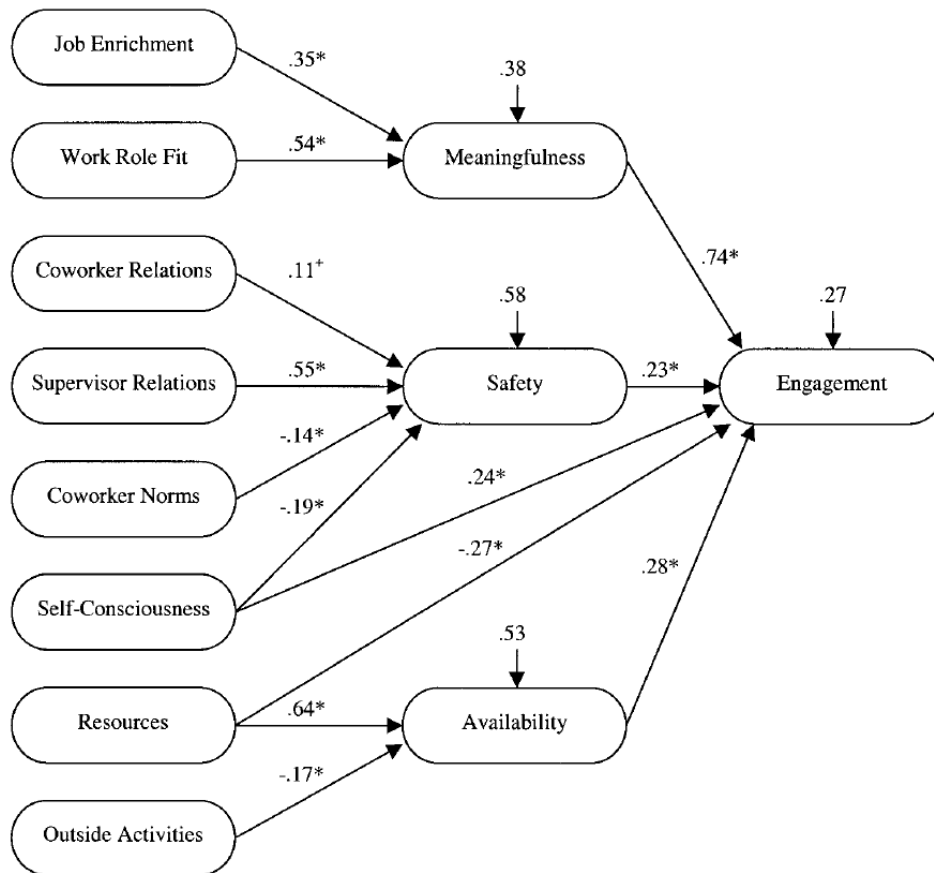 Job Enrichment
.35*
.38
Work Role Fit
.54*
Meaningfulness
Coworker Relations
.11+
.74*
.58
.27
Supervisor Relations
.55*
Safety
.23*
Engagement
-.14*
Coworker Norms
.24*
-.19*
-.27*
.28*
Self-Consciousness
.53
Resources
.64*
Availability
-.17*
Outside Activities